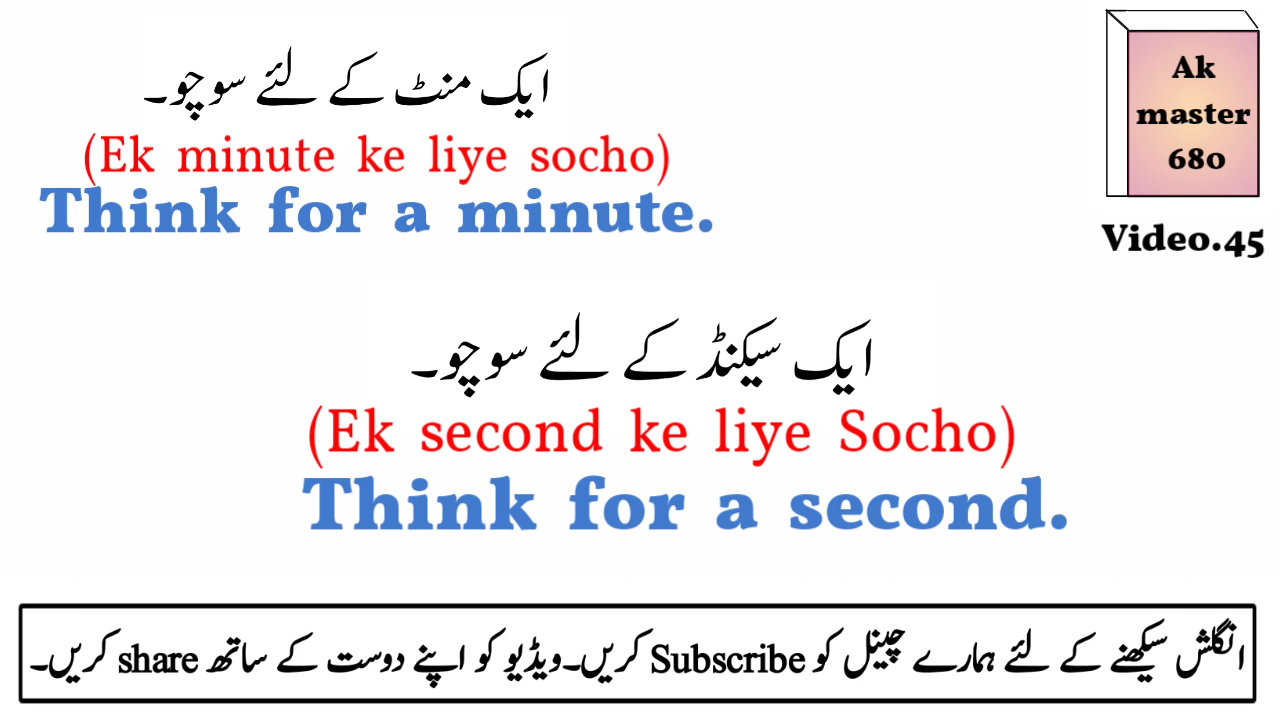 ایک منٹ کے لئے سوچو۔
(Ek minute ke liye socho)
Think for a minute.
Ak
master
680
Video.45
ایک سیکنڈ کے لئے سوچو۔
(Ek second ke liye Socho)
Think for a second.
انگلش سیکھنے کے لئے ہمارے چینل کو Subscribe کریں۔ویڈیو کو اپنے دوست کے ساتھ share کریں۔